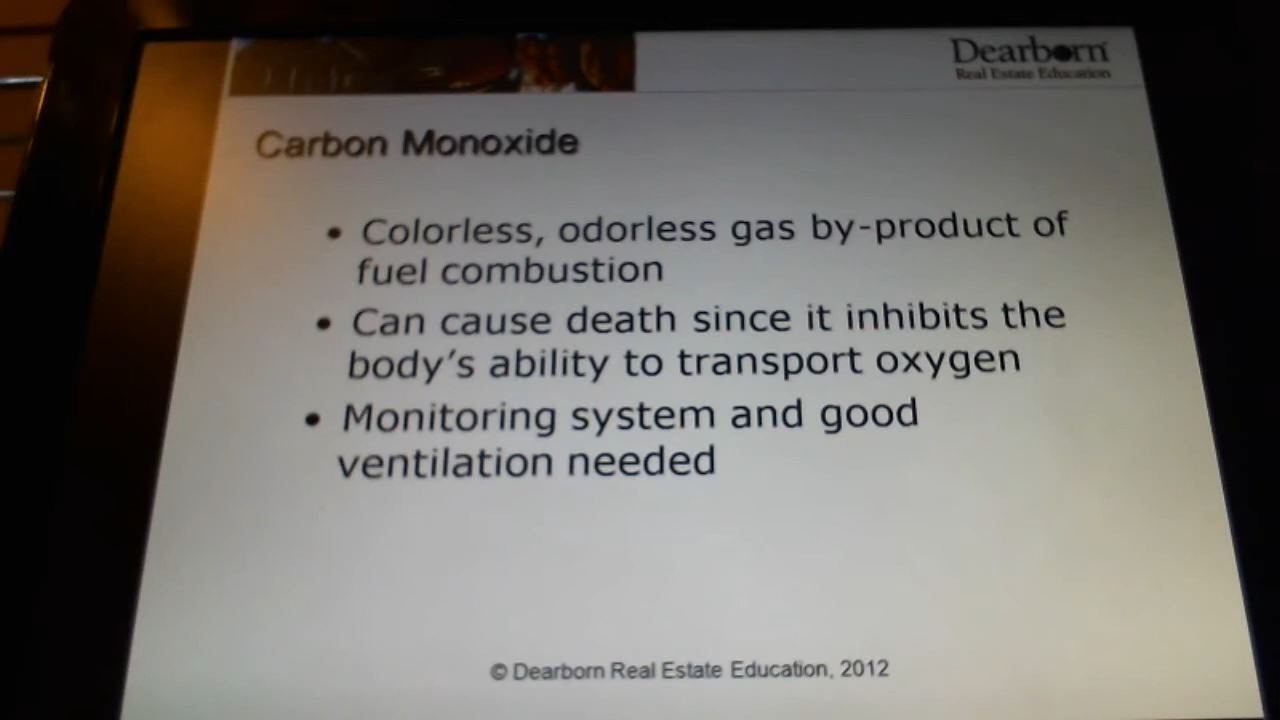 Dearborn
Real Estate Education
Carbon Monoxide
• Colorless, odorless gas by-product of
fuel combustion
• Can cause death since it inhibits the
body's ability to transport oxygen
• Monitoring system and good
ventilation needed
© Dearborn Real Estate Education, 2012